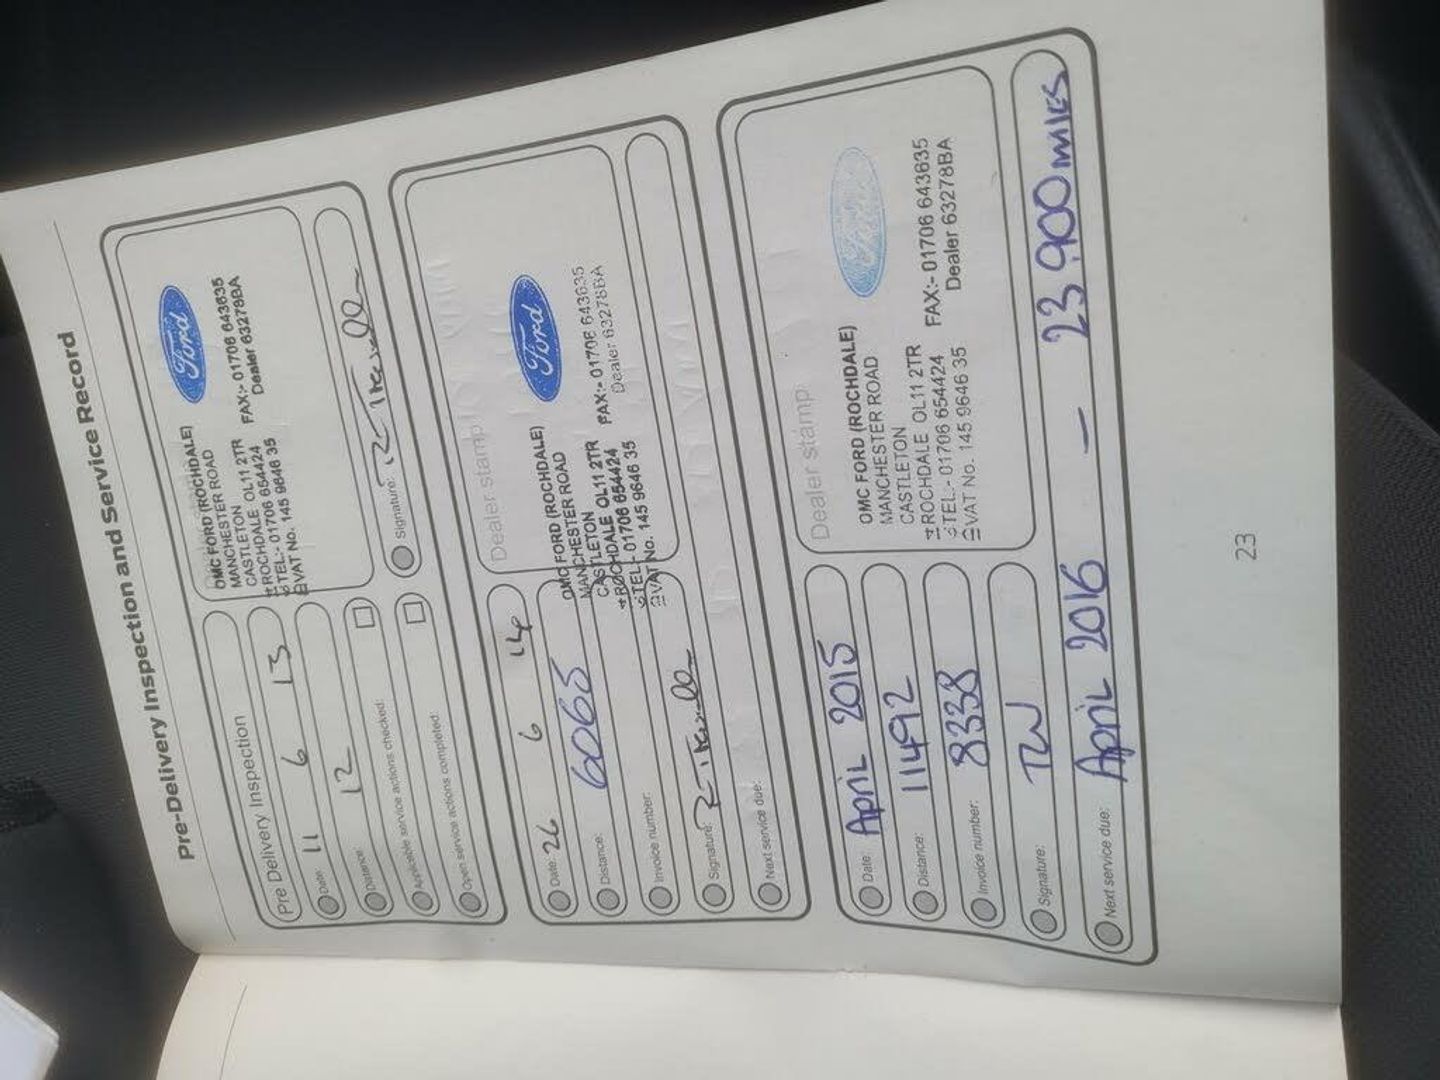 Pre-Delivery Inspection and Service Record
Pre Delivery Inspection
Date: 11 6 13
Distance: 12
Applicable service actions checked:
Open service actions completed:
OMC FORD (ROCHDALE)
MANCHESTER ROAD
CASTLETON
ROCHDALE OL11 2TR
TEL:- 01706 654424 FAX:- 01706 643635
VAT No. 145 9646 35 Dealer 63278BA
Ford
Signature:
Date: 26 6 14
Distance: 6065
Invoice number:
Signature:
Next service due:
Dealer stamp
OMC FORD (ROCHDALE)
MANCHESTER ROAD
CASTLETON
ROCHDALE OL11 2TR
TEL:- 01706 654424 FAX:- 01706 643635
VAT No. 145 9646 35 Dealer 63278BA
Ford
Date: April 2015
Distance: 11492
Invoice number: 8338
Signature: TW
Next service due: April 2016 — 23,900 miles
Dealer stamp
OMC FORD (ROCHDALE)
MANCHESTER ROAD
CASTLETON
ROCHDALE OL11 2TR
TEL:- 01706 654424 FAX:- 01706 643635
VAT No. 145 9646 35 Dealer 63278BA
Ford
23